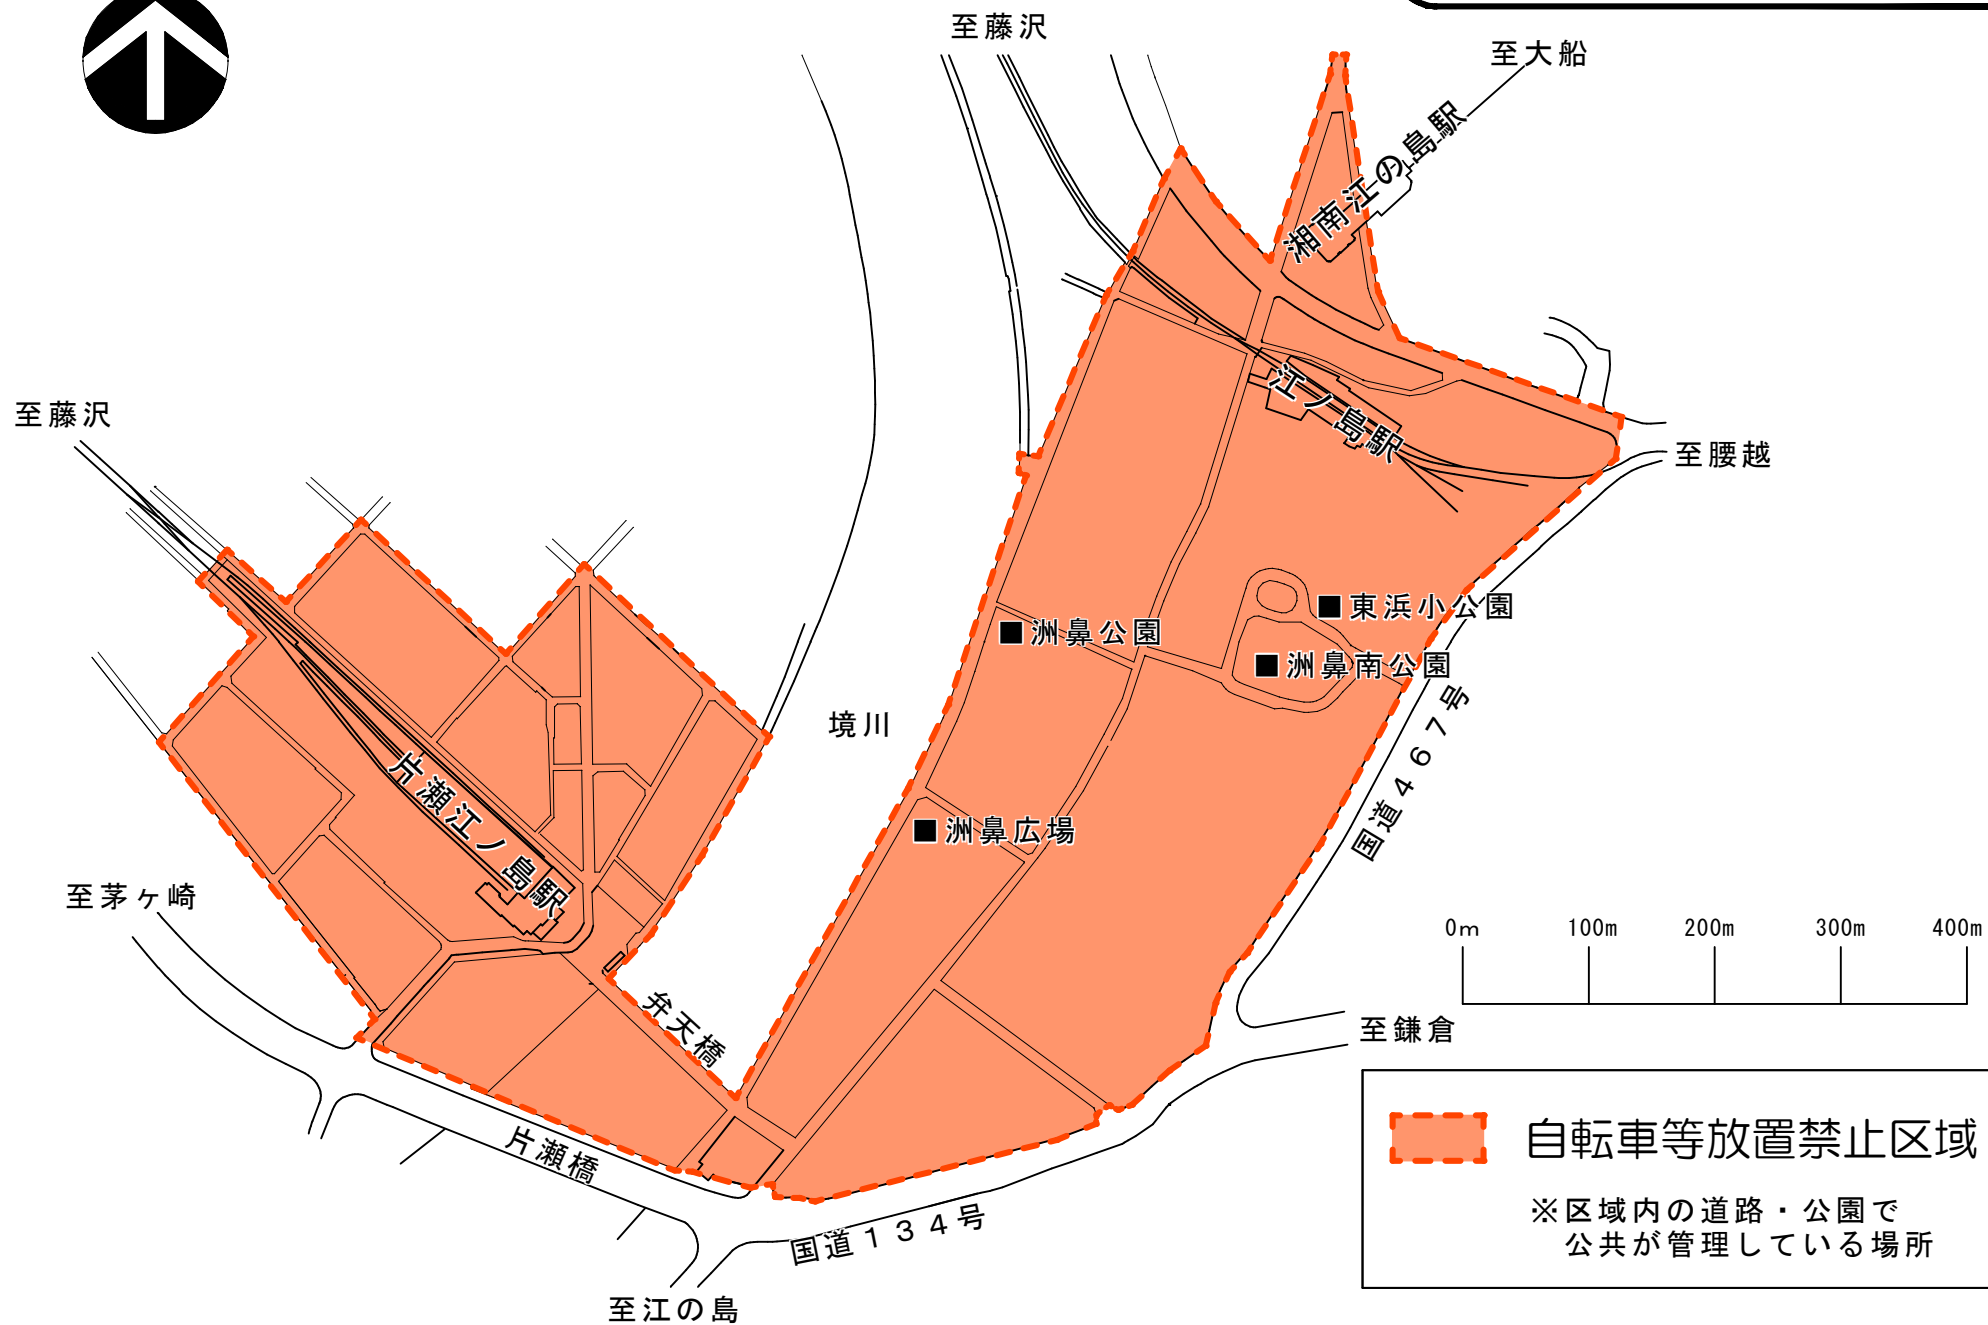 至藤沢
至大船
湘南江の島駅
江ノ島駅
至藤沢
至腰越
■東浜小公園
■洲鼻公園
■洲鼻南公園
境川
国道467号
片瀬江ノ島駅
■洲鼻広場
至茅ヶ崎
0m 100m 200m 300m 400m
弁天橋
至鎌倉
片瀬橋
自転車等放置禁止区域
※区域内の道路・公園で
公共が管理している場所
国道134号
至江の島